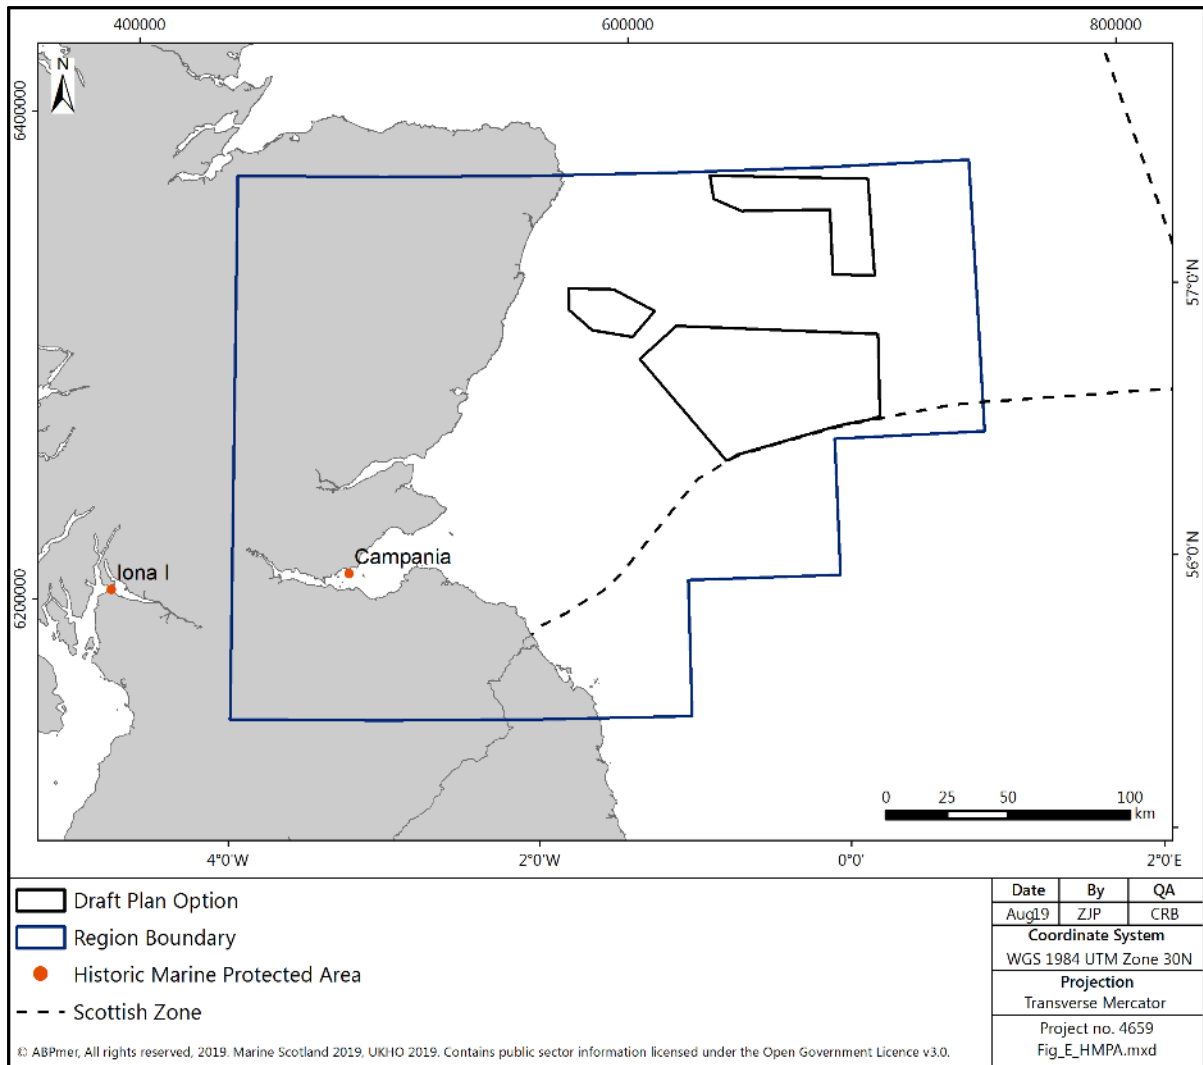 400000
600000
800000
N
6400000
57°0'N
Campania
Iona I
56°0'N
6200000
0 25 50 100
km
4°0'W
2°0'W
0°0'
2°0'E
Draft Plan Option
Region Boundary
Historic Marine Protected Area
Scottish Zone
© ABPmer, All rights reserved, 2019. Marine Scotland 2019, UKHO 2019. Contains public sector information licensed under the Open Government Licence v3.0.
Date By QA
Aug19 ZJP CRB
Coordinate System
WGS 1984 UTM Zone 30N
Projection
Transverse Mercator
Project no. 4659
Fig_E_HMPA.mxd